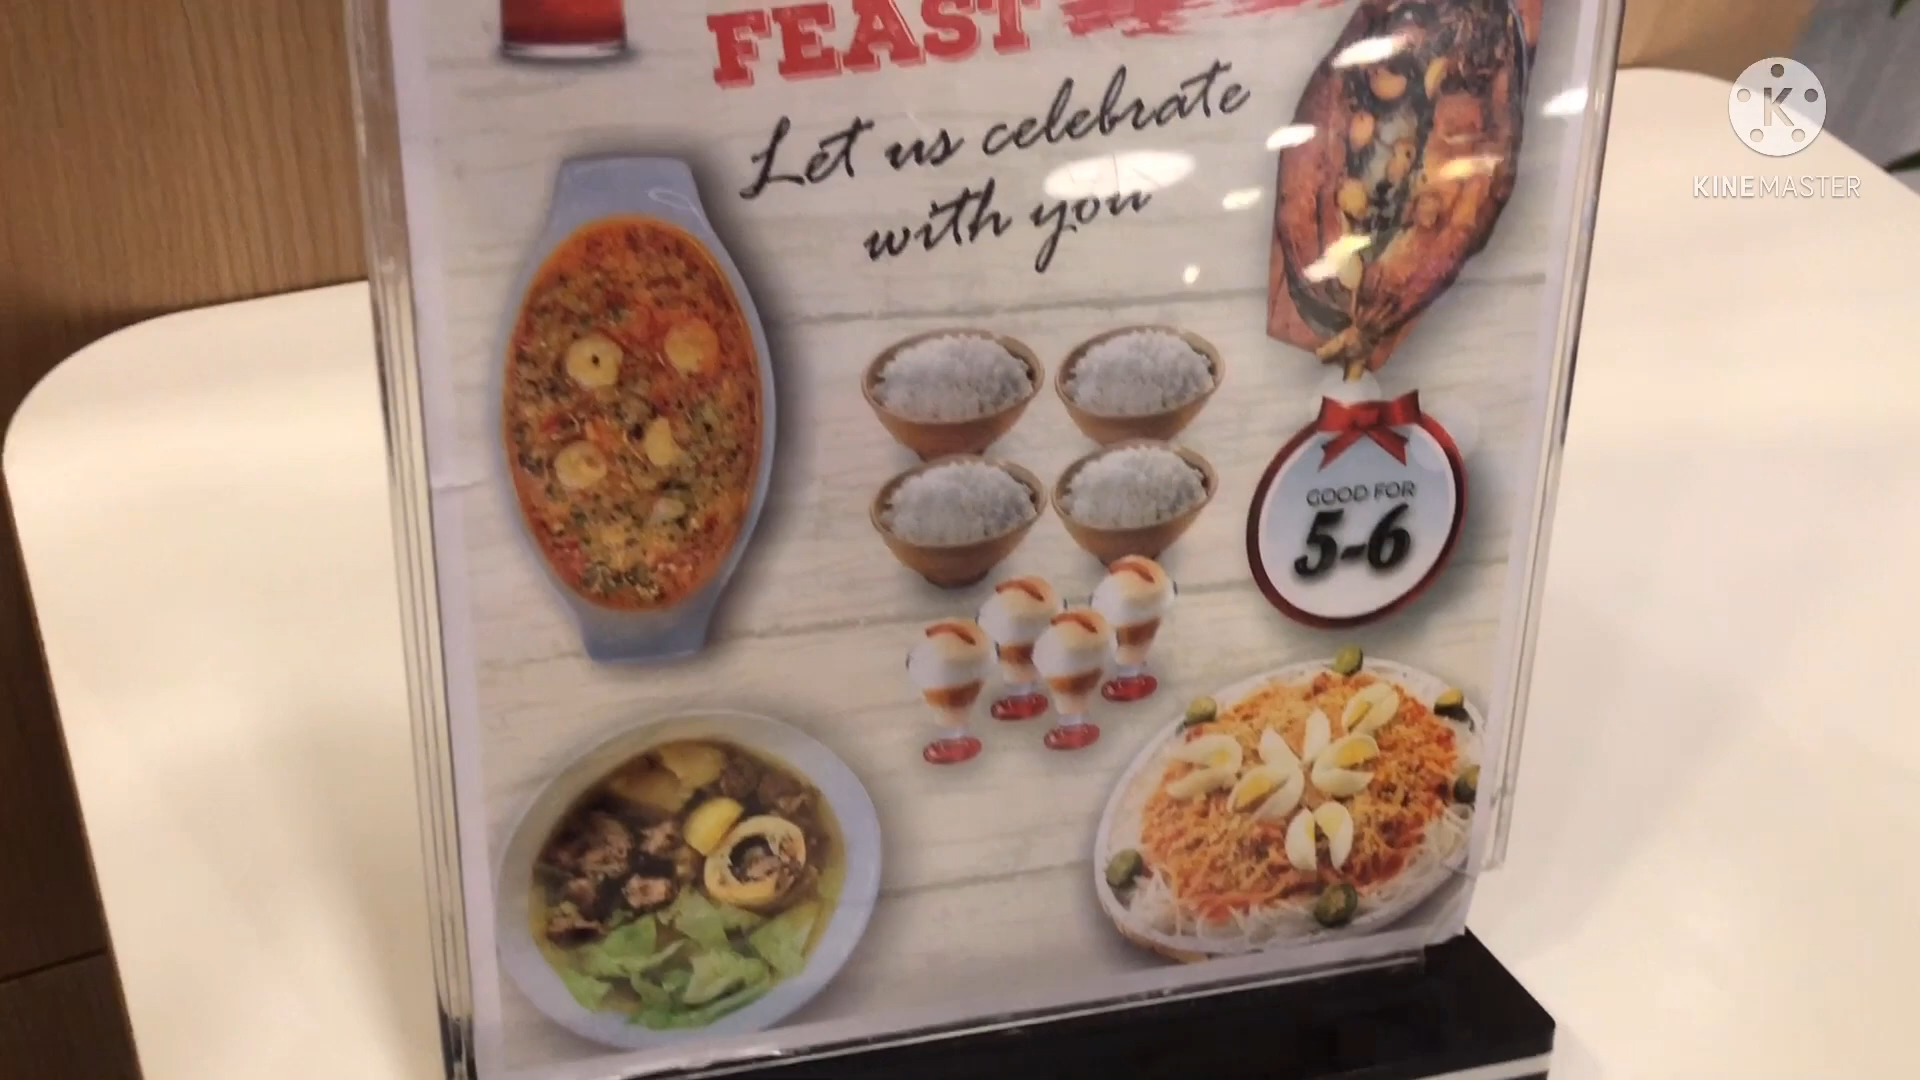 FEAST
Let us celebrate
with you
GOOD FOR
5-6
K
KINEMASTER